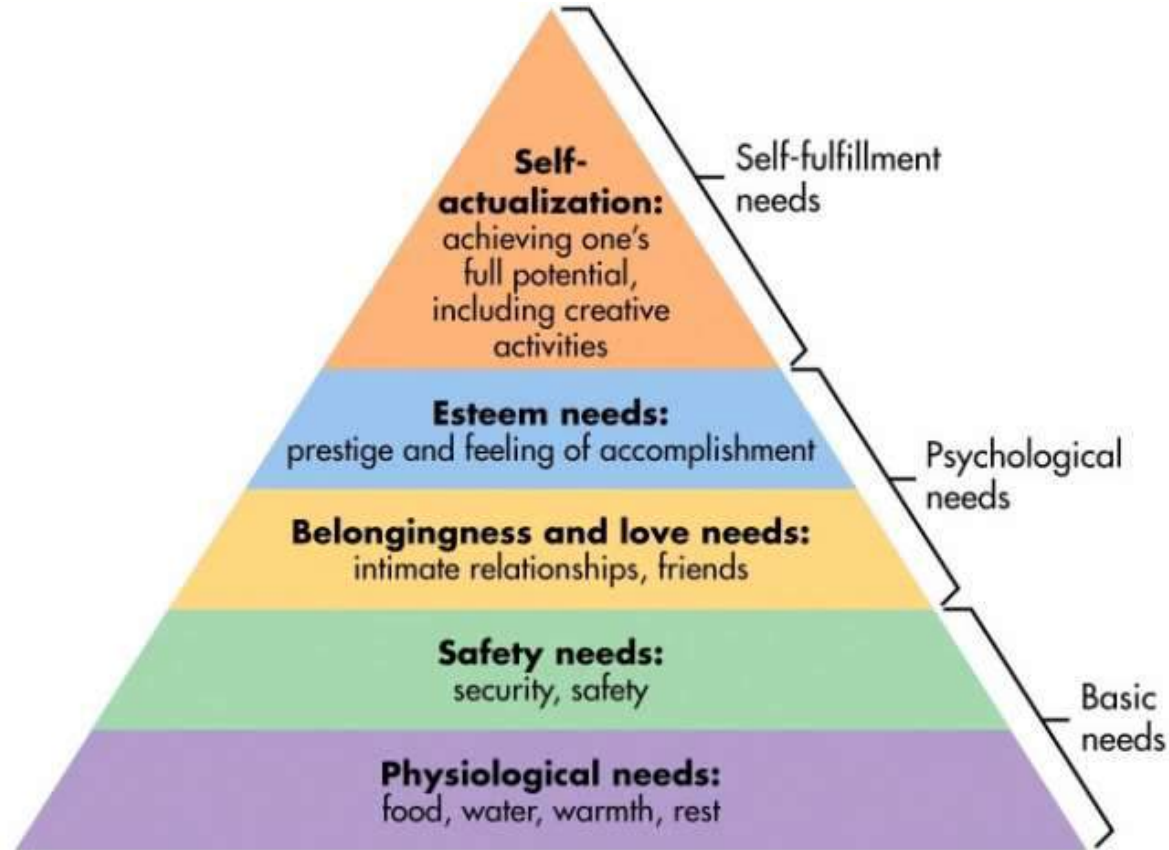 Self-
actualization:
achieving one's
full potential,
including creative
activities
Self-fulfillment
needs
Esteem needs:
prestige and feeling of accomplishment
Psychological
needs
Belongingness and love needs:
intimate relationships, friends
Safety needs:
security, safety
Basic
needs
Physiological needs:
food, water, warmth, rest